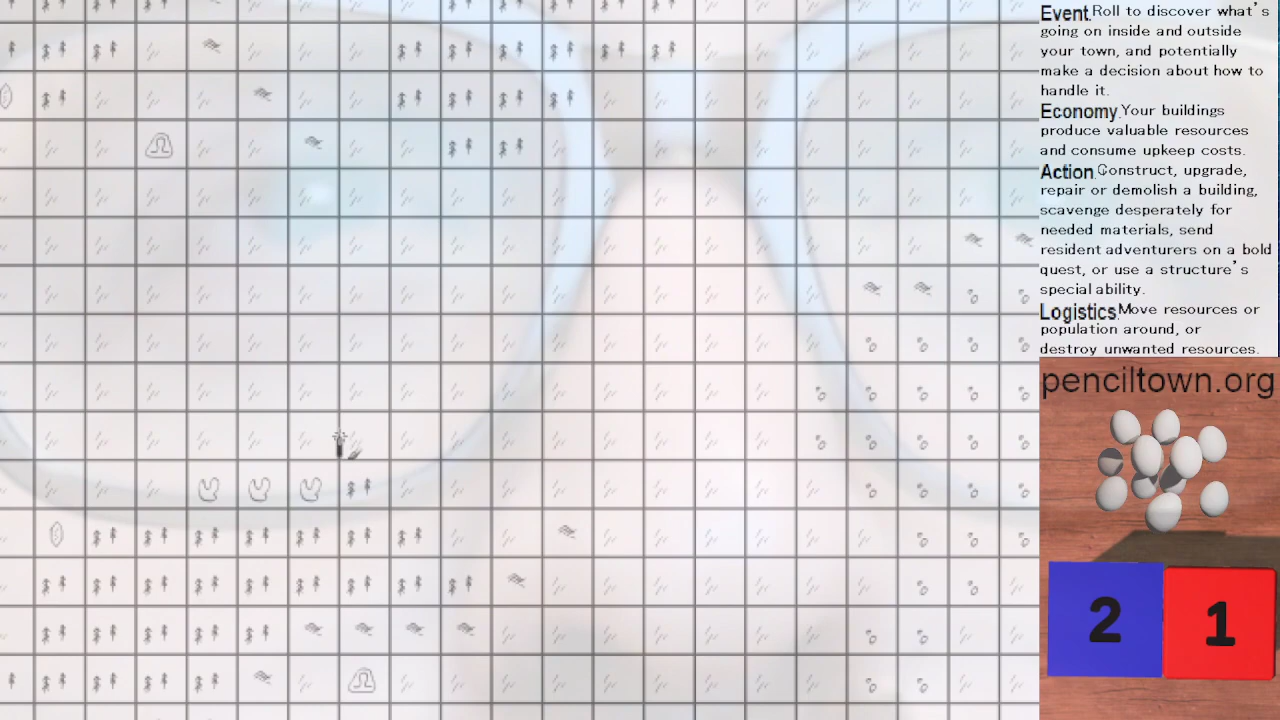 Event.Roll to discover what's
going on inside and outside
your town, and potentially
make a decision about how to
handle it.
Economy.Your buildings
produce valuable resources
and consume upkeep costs.
Action.Construct, upgrade,
repair or demolish a building,
scavenge desperately for
needed materials, send
resident adventurers on a bold
quest, or use a structure's
special ability.
Logistics.Move resources or
population around, or
destroy unwanted resources.
penciltown.org
2 1